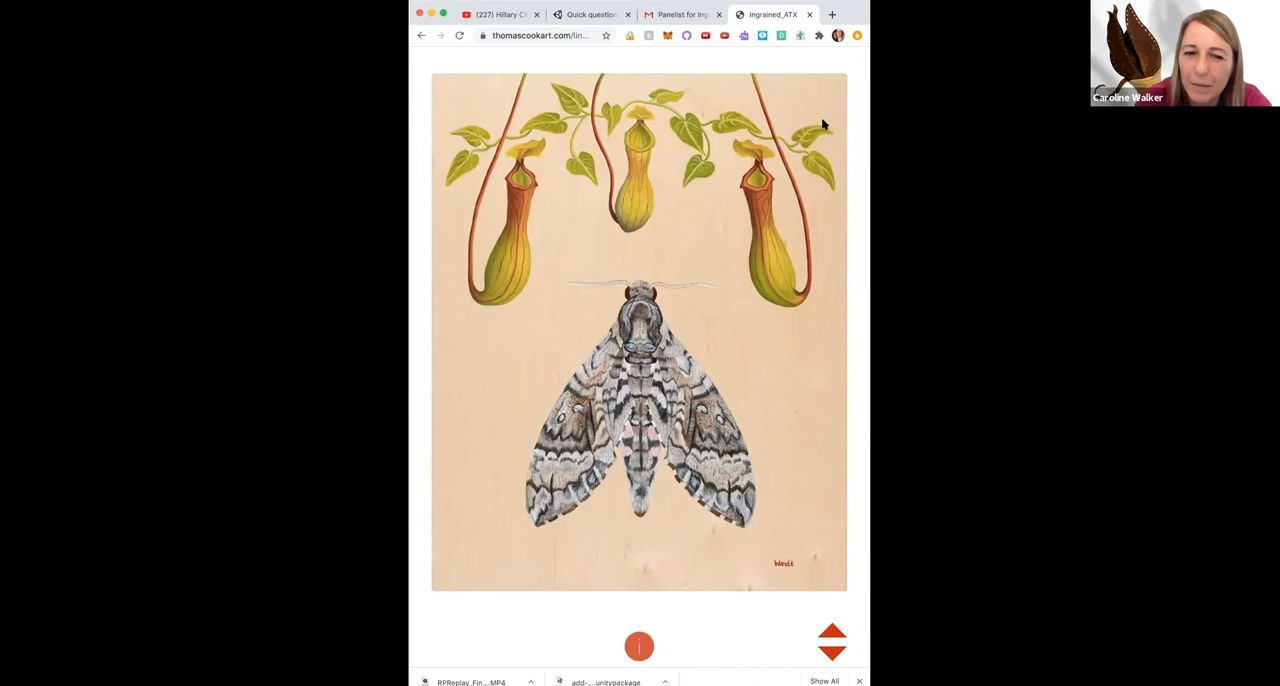 (227) Hillary Cl
Quick question
Panelist for Ing
Ingrained_ATX
thomascookart.com/lin...
Caroline Walker
Wandt
i
RPReplay_Fin....MP4
add-....unitypackage
Show All